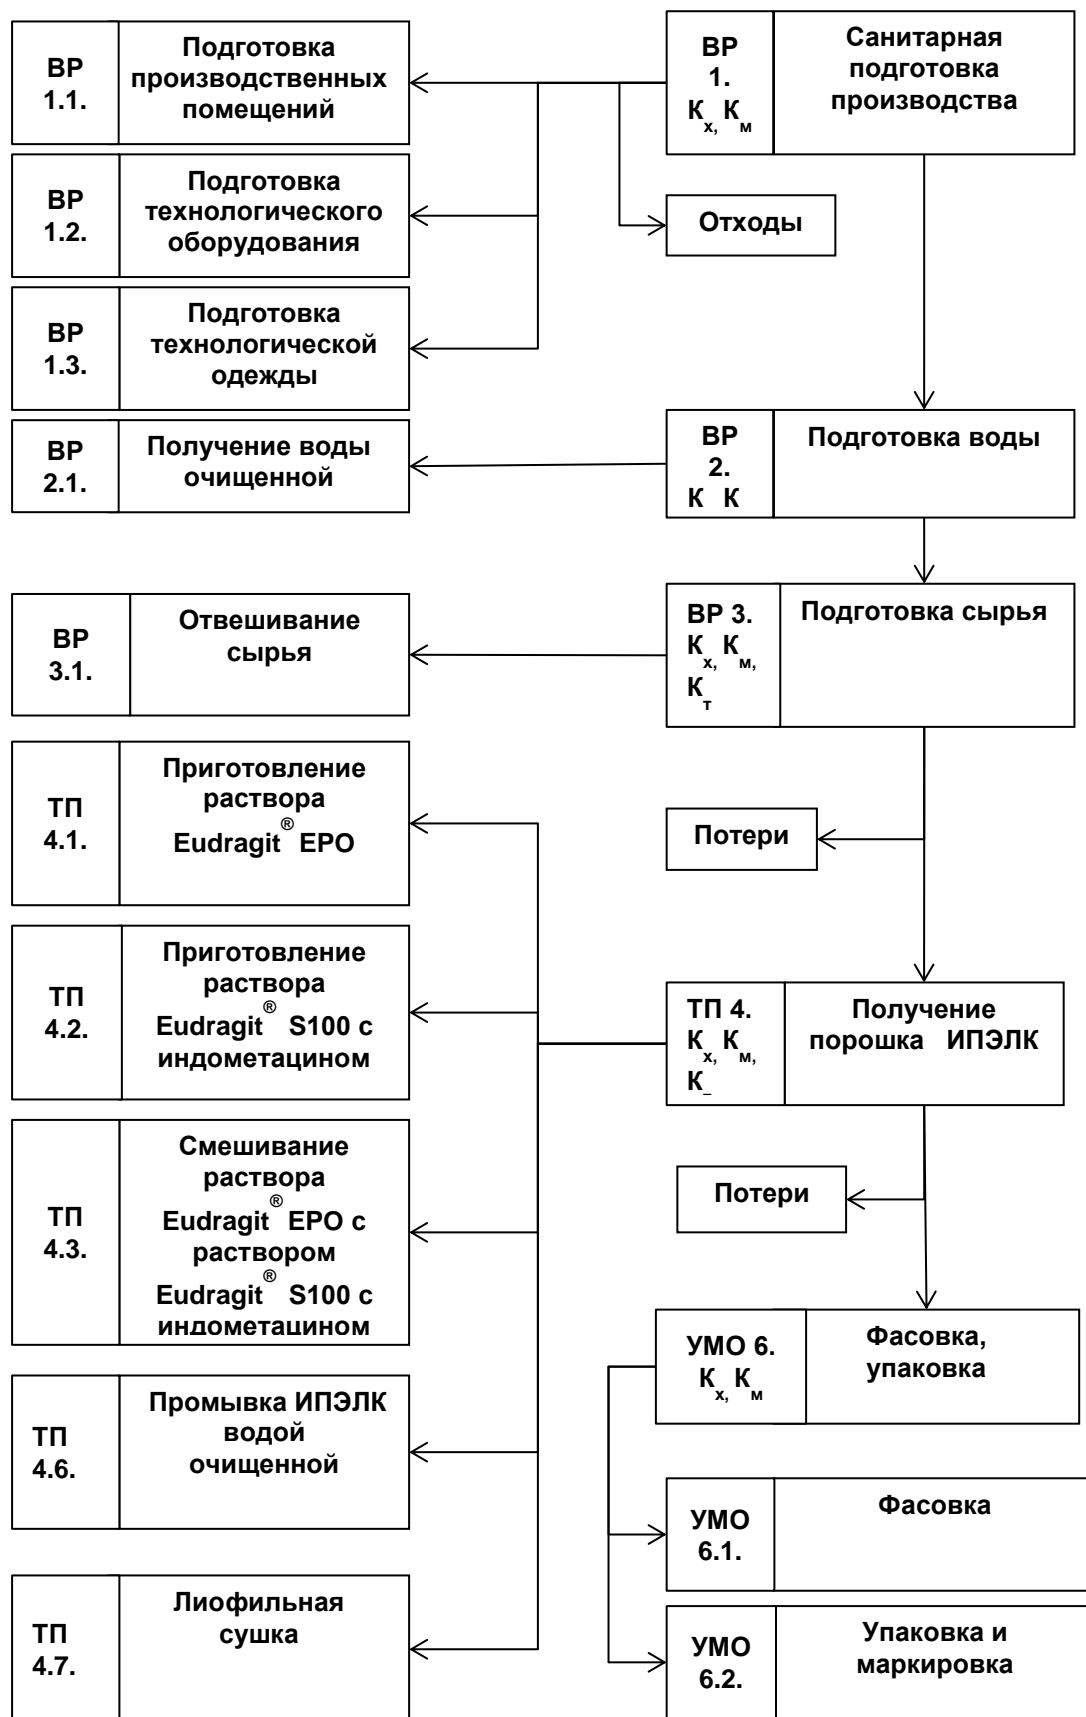 ВР
1.1.
Подготовка
производственных
помещений
ВР
1.
Кх, Км
Санитарная
подготовка
производства
ВР
1.2.
Подготовка
технологического
оборудования
Отходы
ВР
1.3.
Подготовка
технологической
одежды
ВР
2.1.
Получение воды
очищенной
ВР
2.
К К
Подготовка воды
ВР
3.1.
Отвешивание
сырья
ВР 3.
Кх, Км,
Кт
Подготовка сырья
ТП
4.1.
Приготовление
раствора
Eudragit® EPO
Потери
ТП
4.2.
Приготовление
раствора
Eudragit® S100 с
индометацином
ТП 4.
Кх, Км,
К
Получение
порошка ИПЭЛК
ТП
4.3.
Смешивание
раствора
Eudragit® EPO с
раствором
Eudragit® S100 с
индометацином
Потери
УМО 6.
Кх, Км
Фасовка,
упаковка
ТП
4.6.
Промывка ИПЭЛК
водой
очищенной
УМО
6.1.
Фасовка
ТП
4.7.
Лиофильная
сушка
УМО
6.2.
Упаковка и
маркировка